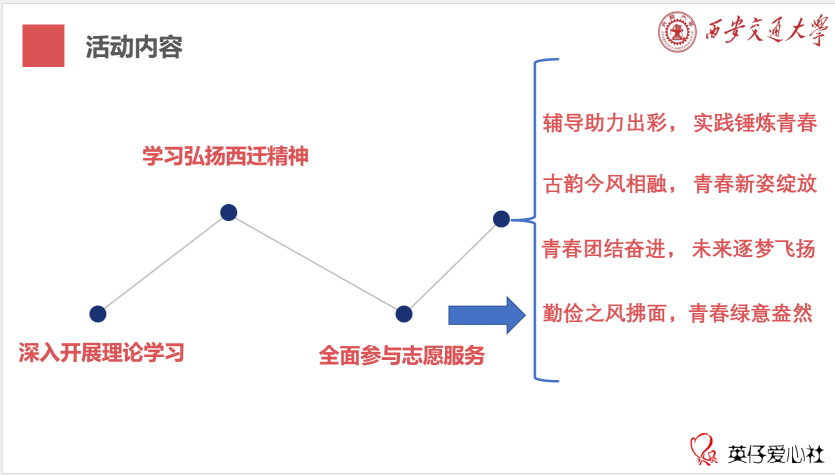 活动内容
西安交通大学
学习弘扬西迁精神
深入开展理论学习
全面参与志愿服务
辅导助力出彩，实践锤炼青春
古韵今风相融，青春新姿绽放
青春团结奋进，未来逐梦飞扬
勤俭之风拂面，青春绿意盎然
英仔爱心社